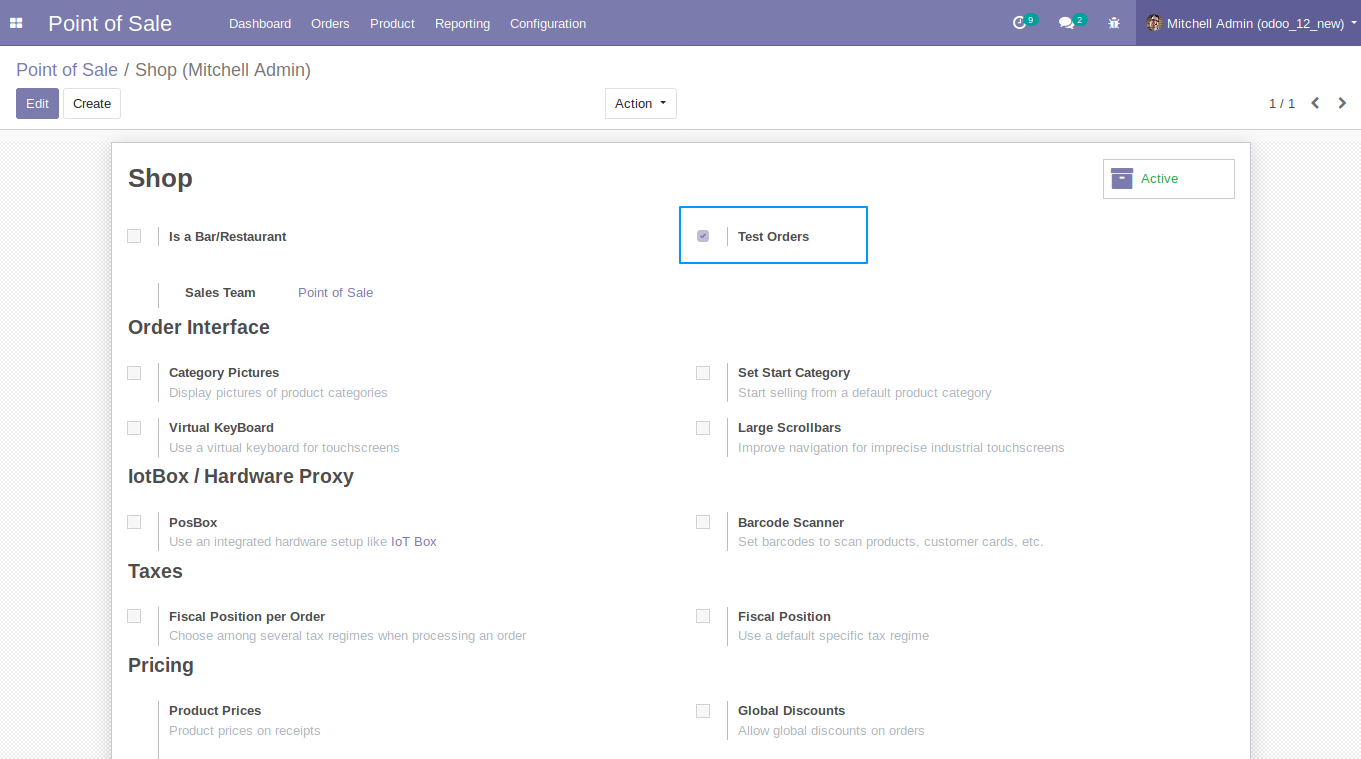 Point of Sale Dashboard Orders Product Reporting Configuration 9 2 Mitchell Admin (odoo_12_new)
Point of Sale / Shop (Mitchell Admin)
Edit Create Action 1 / 1
Shop Active
Is a Bar/Restaurant Test Orders
Sales Team Point of Sale
Order Interface
Category Pictures Set Start Category
Display pictures of product categories Start selling from a default product category
Virtual KeyBoard Large Scrollbars
Use a virtual keyboard for touchscreens Improve navigation for imprecise industrial touchscreens
IotBox / Hardware Proxy
PosBox Barcode Scanner
Use an integrated hardware setup like IoT Box Set barcodes to scan products, customer cards, etc.
Taxes
Fiscal Position per Order Fiscal Position
Choose among several tax regimes when processing an order Use a default specific tax regime
Pricing
Product Prices Global Discounts
Product prices on receipts Allow global discounts on orders